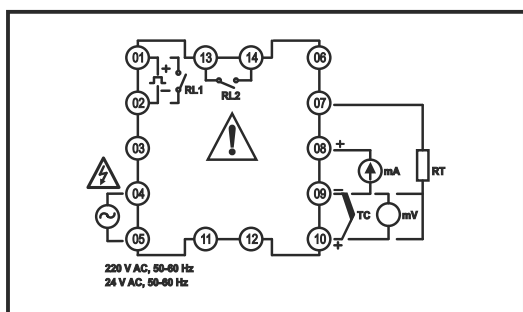 01 13 14 06
+
RL1
RL2
02 07
−
03 08 + mA RT
04 09 −
TC mV
05 11 12 10 +
220 V AC, 50-60 Hz
24 V AC, 50-60 Hz